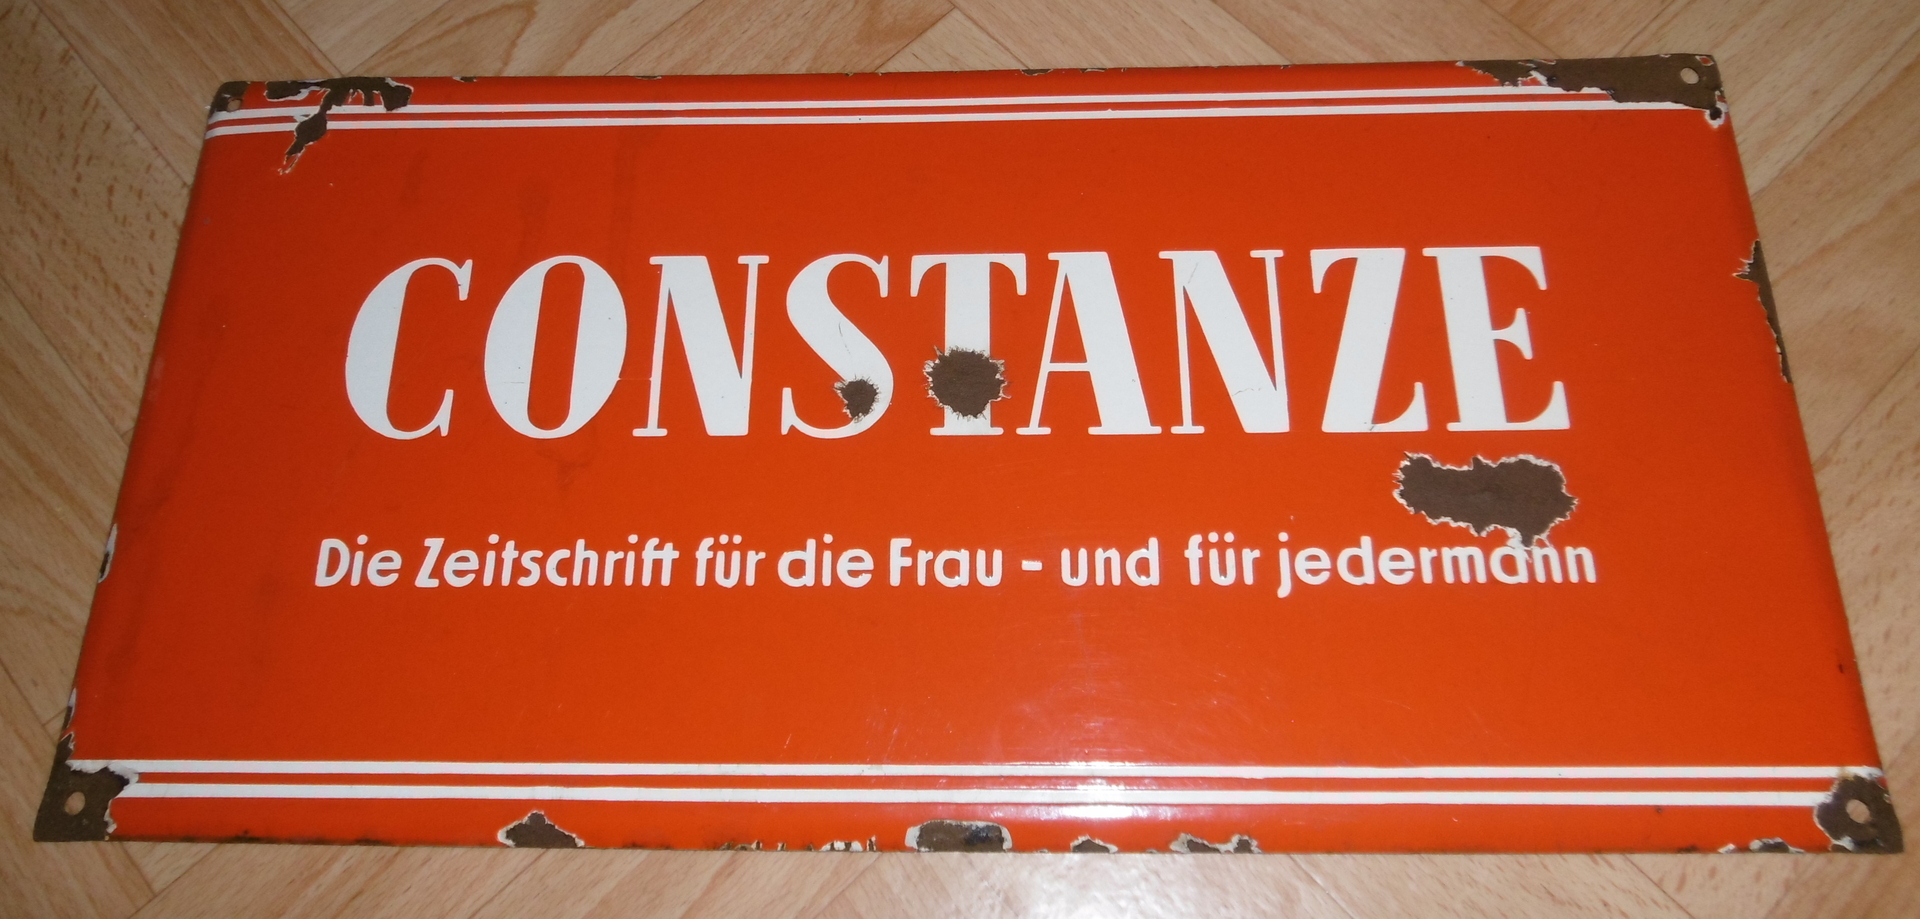 CONSTANZE
Die Zeitschrift für die Frau - und für jedermann